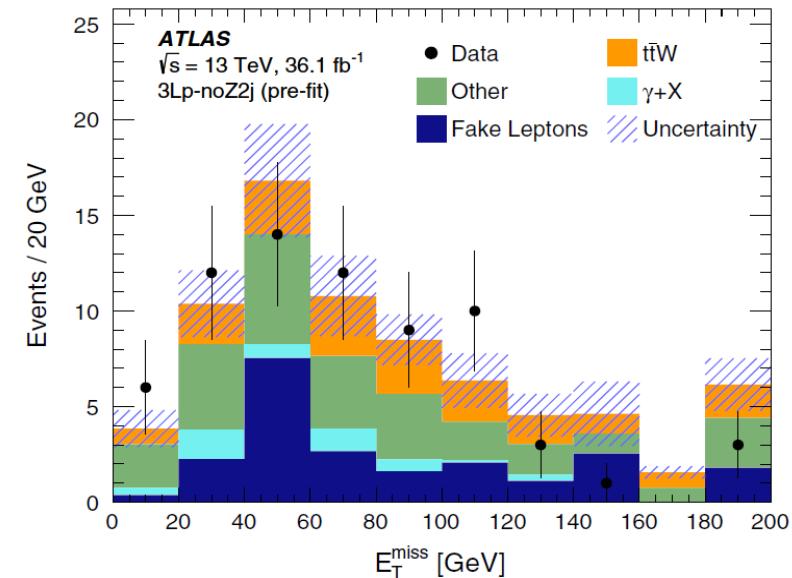 ATLAS
√s = 13 TeV, 36.1 fb⁻¹
3Lp-noZ2j (pre-fit)
Data
tt̄W
Other
γ+X
Fake Leptons
Uncertainty
Events / 20 GeV
25
20
15
10
5
0
0 20 40 60 80 100 120 140 160 180 200
E_T^miss [GeV]